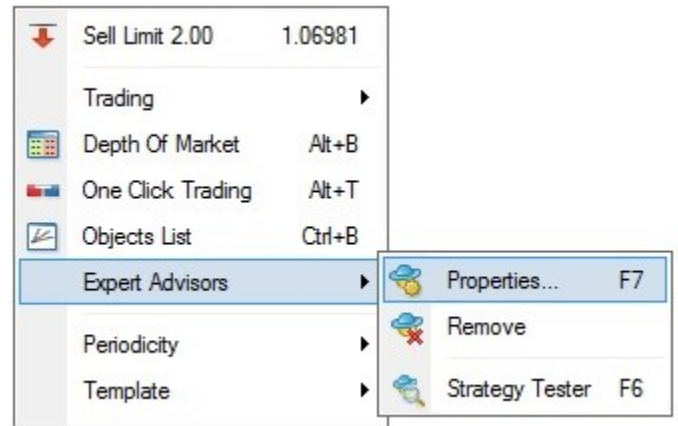 Sell Limit 2.00 1.06981
Trading
Depth Of Market Alt+B
One Click Trading Alt+T
Objects List Ctrl+B
Expert Advisors
Properties... F7
Remove
Strategy Tester F6
Periodicity
Template